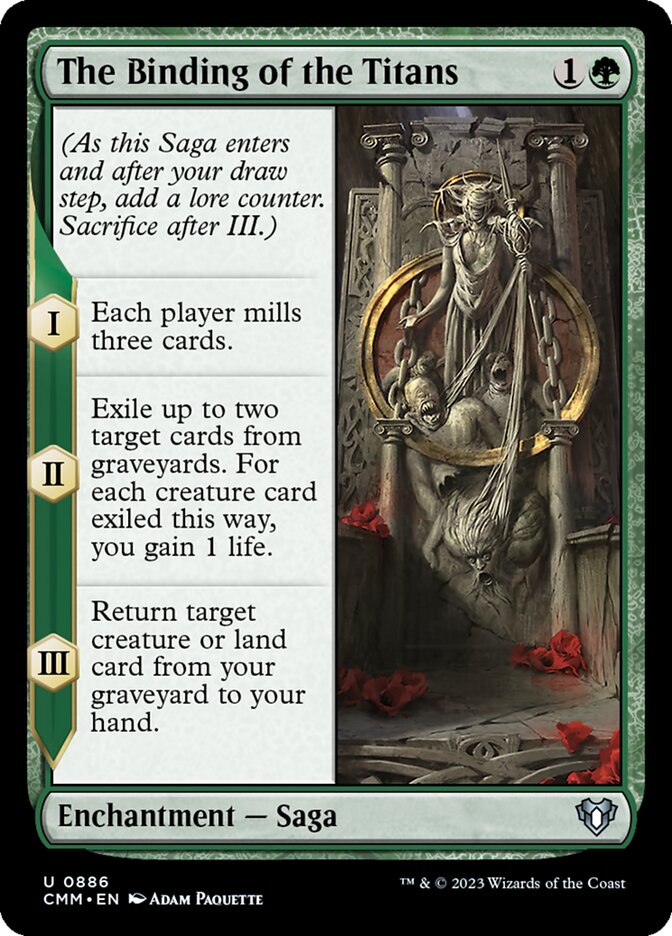 The Binding of the Titans 1
(As this Saga enters
and after your draw
step, add a lore counter.
Sacrifice after III.)
I
Each player mills
three cards.
II
Exile up to two
target cards from
graveyards. For
each creature card
exiled this way,
you gain 1 life.
III
Return target
creature or land
card from your
graveyard to your
hand.
Enchantment — Saga
U 0886
CMM • EN Adam Paquette
™ & © 2023 Wizards of the Coast